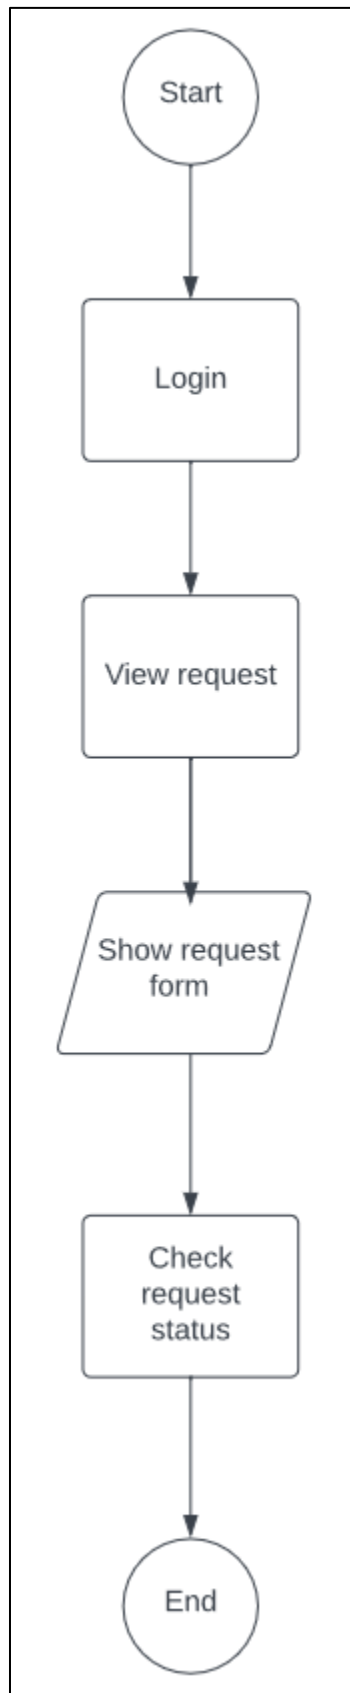 Start
Login
View request
Show request
form
Check
request
status
End